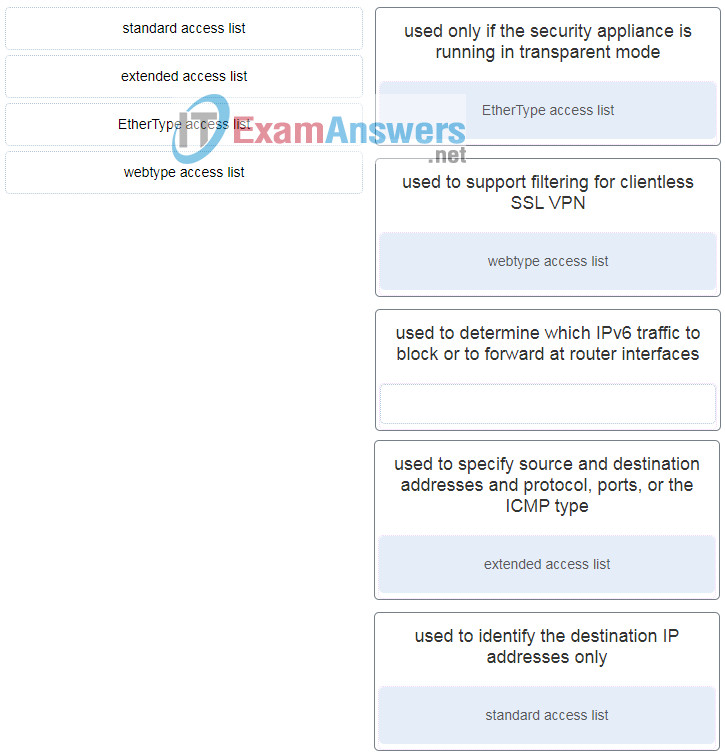 standard access list
extended access list
EtherType access list
webtype access list
ITExamAnswers
.net
used only if the security appliance is
running in transparent mode
EtherType access list
used to support filtering for clientless
SSL VPN
webtype access list
used to determine which IPv6 traffic to
block or to forward at router interfaces
used to specify source and destination
addresses and protocol, ports, or the
ICMP type
extended access list
used to identify the destination IP
addresses only
standard access list